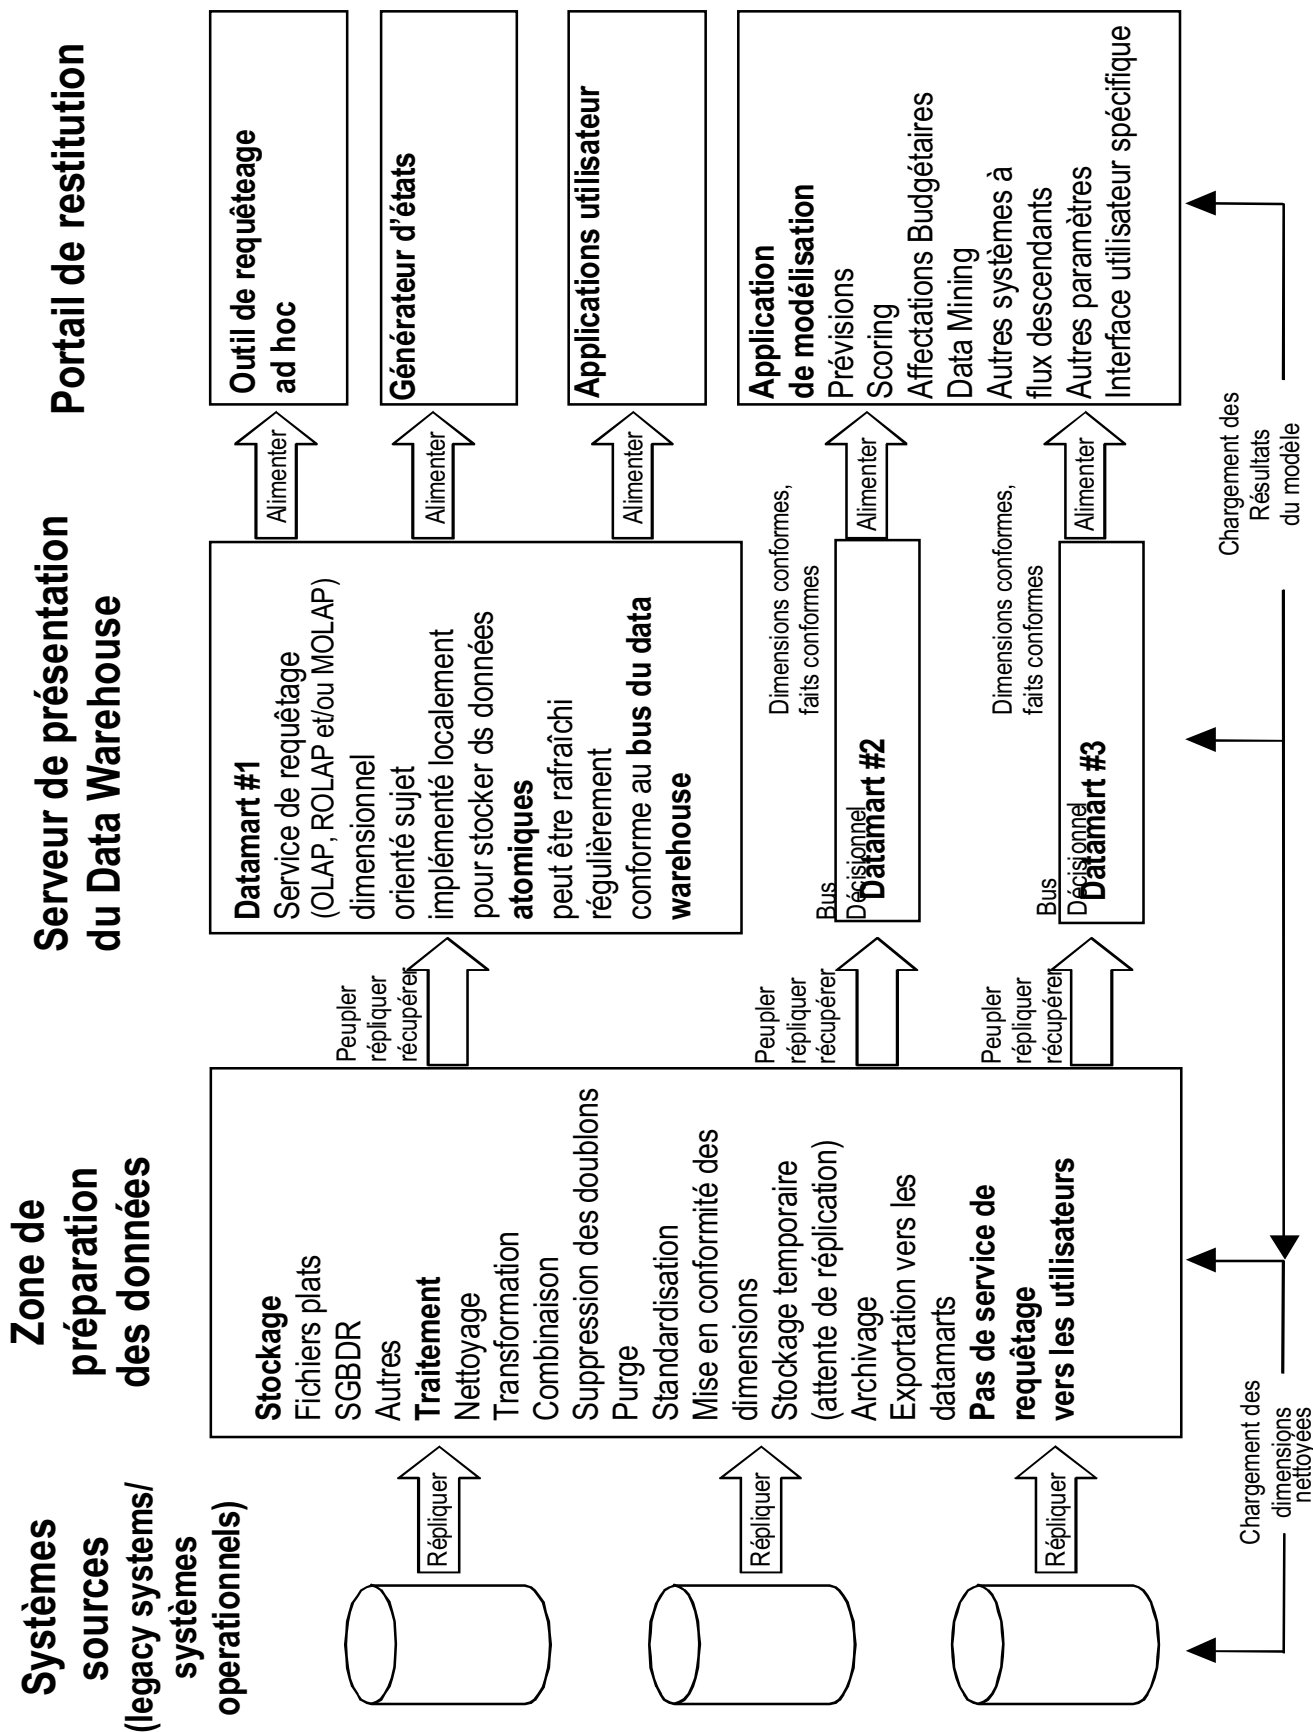 Systèmes
sources
(legacy systems/
systèmes
operationnels)
Zone de
préparation
des données
Serveur de présentation
du Data Warehouse
Portail de restitution
Répliquer
Répliquer
Répliquer
Stockage
Fichiers plats
SGBDR
Autres
Traitement
Nettoyage
Transformation
Combinaison
Suppression des doublons
Purge
Standardisation
Mise en conformité des
dimensions
Stockage temporaire
(attente de réplication)
Archivage
Exportation vers les
datamarts
Pas de service de
requêtage
vers les utilisateurs
Peupler
répliquer
récupérer
Peupler
répliquer
récupérer
Peupler
répliquer
récupérer
Datamart #1
Service de requêtage
(OLAP, ROLAP et/ou MOLAP)
dimensionnel
orienté sujet
implémenté localement
pour stocker ds données
atomiques
peut être rafraîchi
régulièrement
conforme au bus du data
warehouse
Bus
Décisionnel
Datamart #2
Dimensions conformes,
faits conformes
Bus
Décisionnel
Datamart #3
Dimensions conformes,
faits conformes
Alimenter
Alimenter
Alimenter
Alimenter
Alimenter
Outil de requêteage
ad hoc
Générateur d'états
Applications utilisateur
Application
de modélisation
Prévisions
Scoring
Affectations Budgétaires
Data Mining
Autres systèmes à
flux descendants
Autres paramètres
Interface utilisateur spécifique
Chargement des
dimensions
nettoyées
Chargement des
Résultats
du modèle